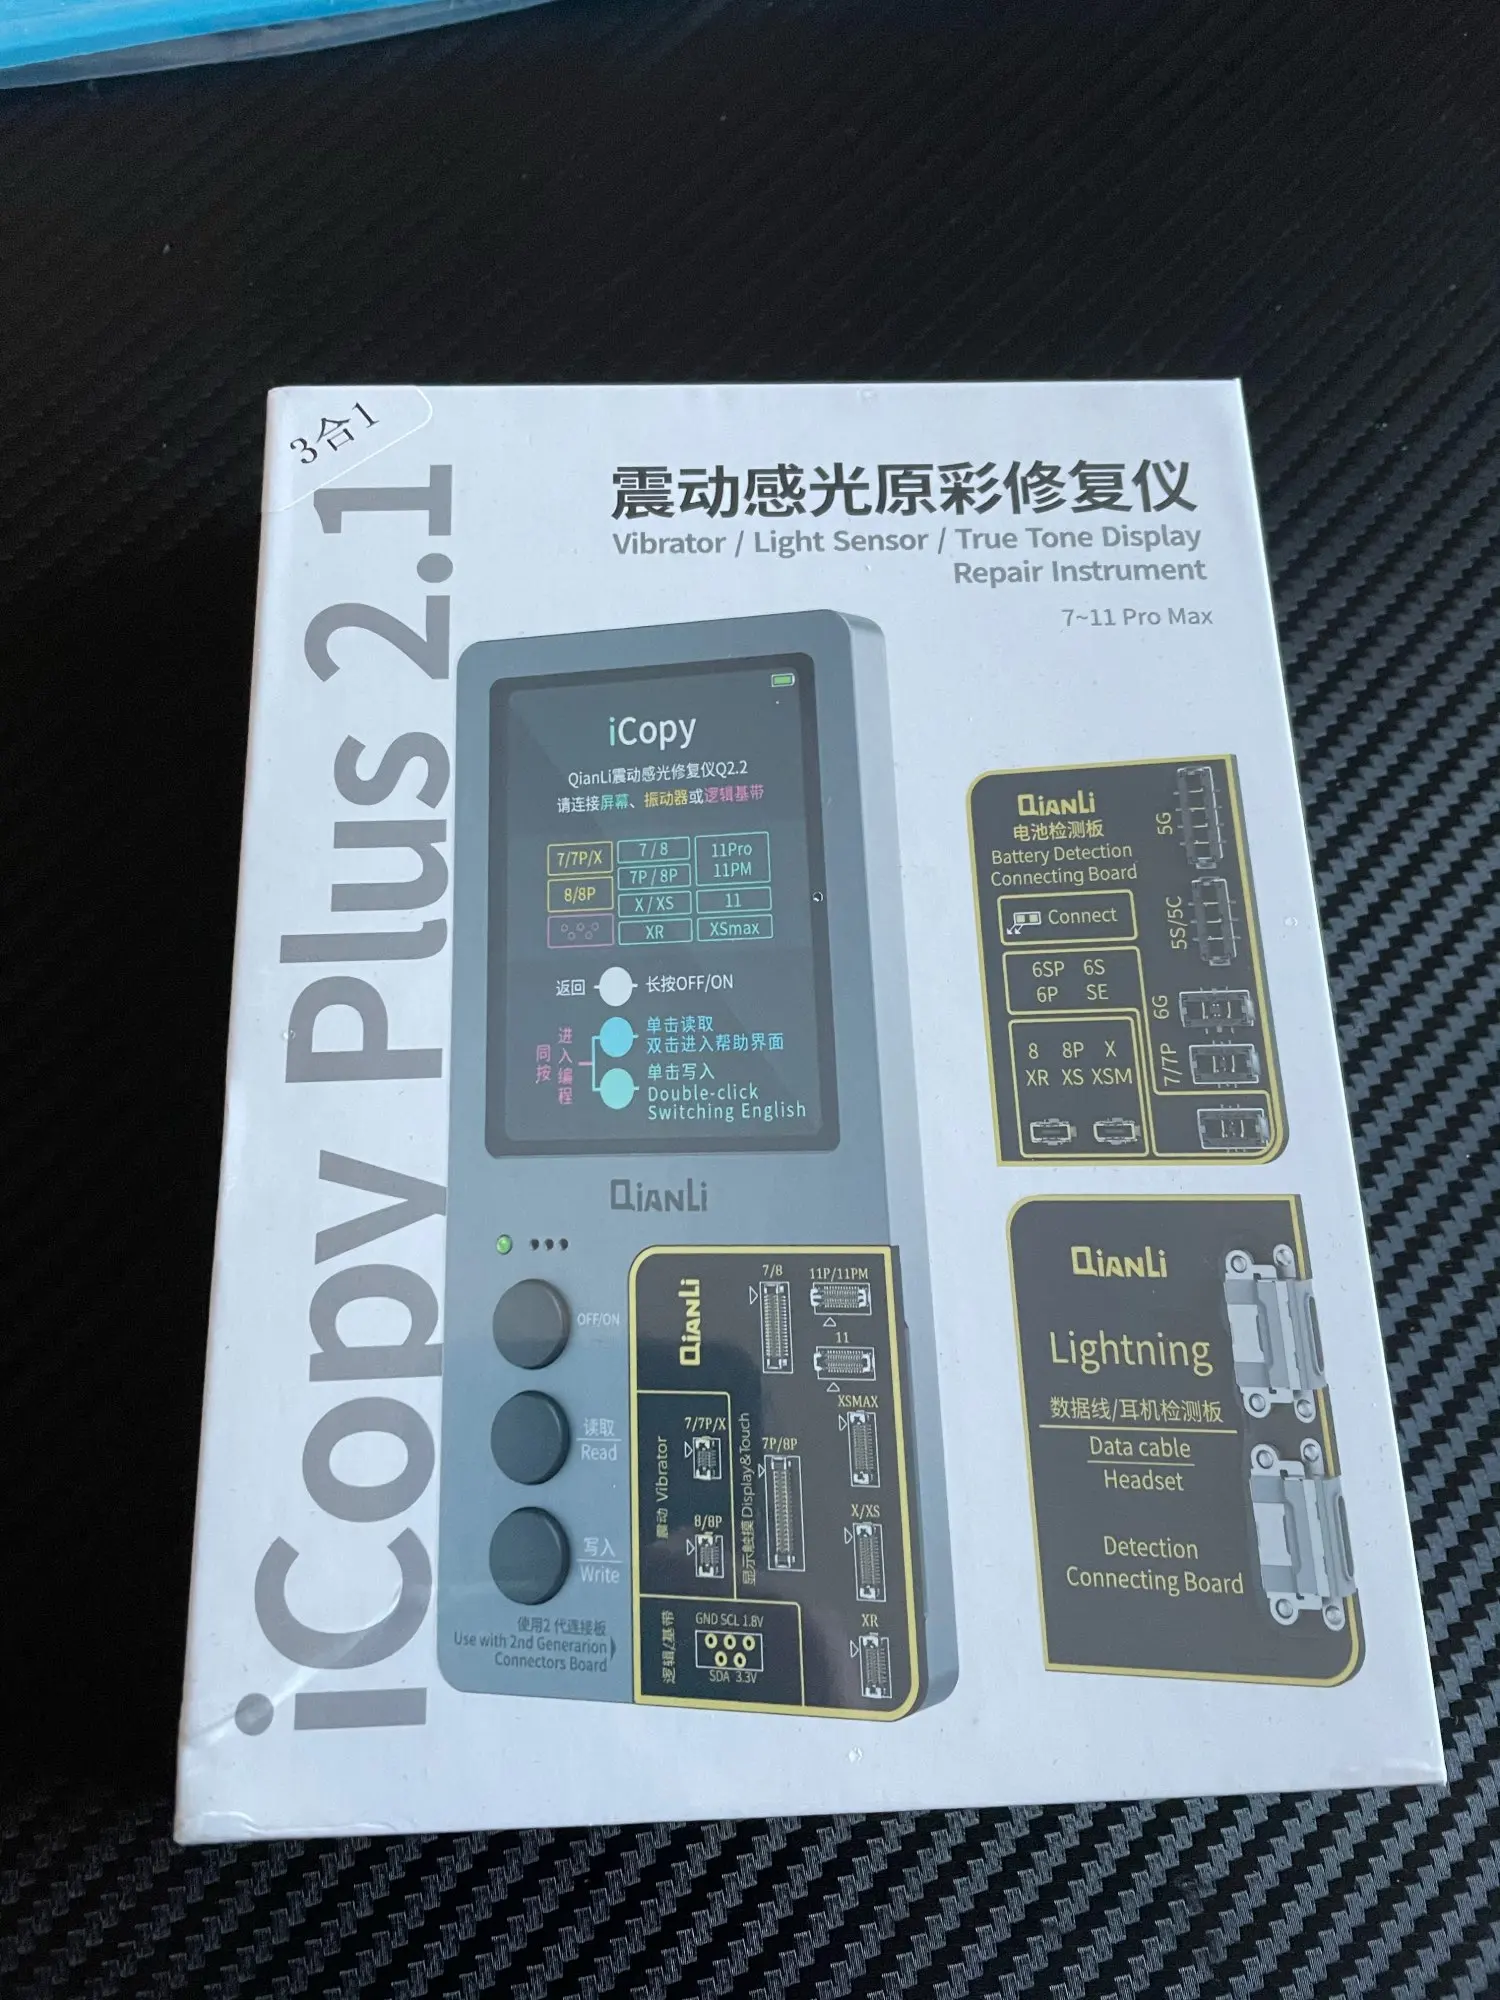 3合1
iCopy Plus 2.1
震动感光原彩修复仪
Vibrator / Light Sensor / True Tone Display
Repair Instrument
7~11 Pro Max
iCopy
QianLi震动感光修复仪Q2.2
请连接屏幕、振动器或逻辑基带
7/7P/X
8/8P
7 / 8
7P / 8P
X / XS
XR
11Pro
11PM
11
XSmax
返回
长按OFF/ON
同按
进入编程
单击读取
双击进入帮助界面
单击写入
Double-click
Switching English
QIANLI
OFF/ON
读取
Read
写入
Write
使用2 代连接板
Use with 2nd Generarion
Connectors Board
QIANLI
7/8
11P/11PM
11
XSMAX
震动 Vibrator
7/7P/X
8/8P
显示触摸 Display&Touch
7P/8P
X/XS
XR
逻辑/基带
GND SCL 1.8V
SDA 3.3V
QIANLI
电池检测板
Battery Detection
Connecting Board
Connect
6SP 6S
6P SE
8 8P X
XR XS XSM
5G
5S/5C
6G
7/7P
QIANLI
Lightning
数据线/耳机检测板
Data cable
Headset
Detection
Connecting Board